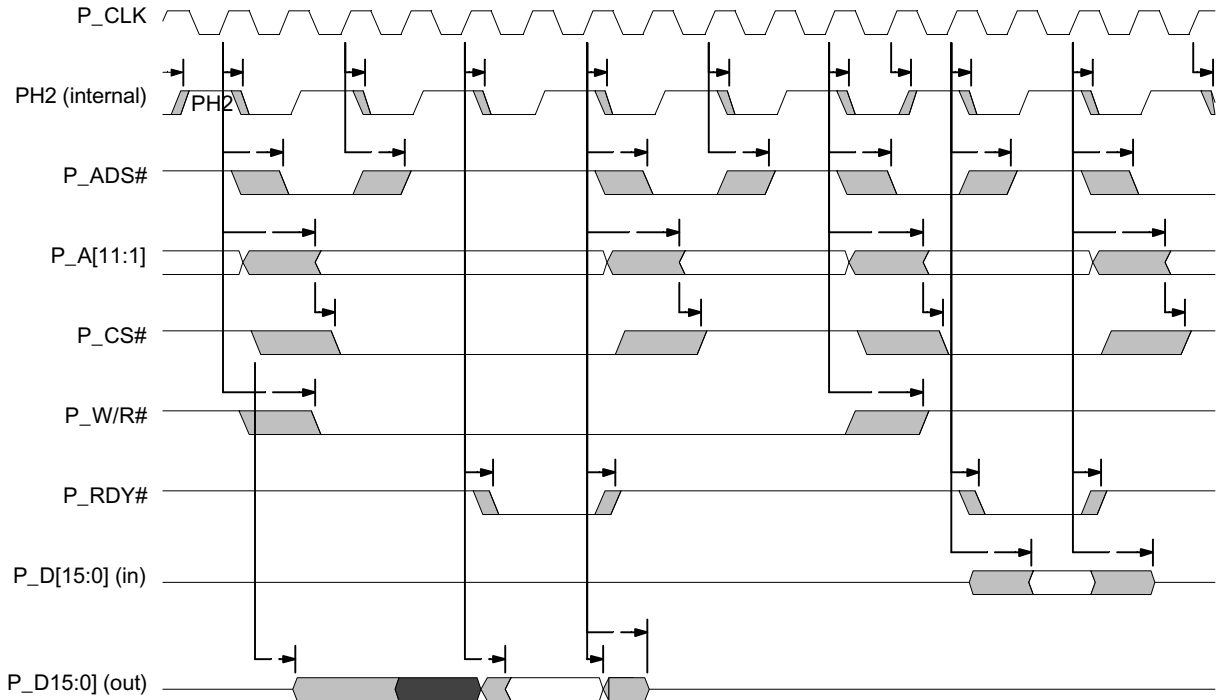 P_CLK
PH2 (internal)
PH2
P_ADS#
P_A[11:1]
P_CS#
P_W/R#
P_RDY#
P_D[15:0] (in)
P_D15:0] (out)